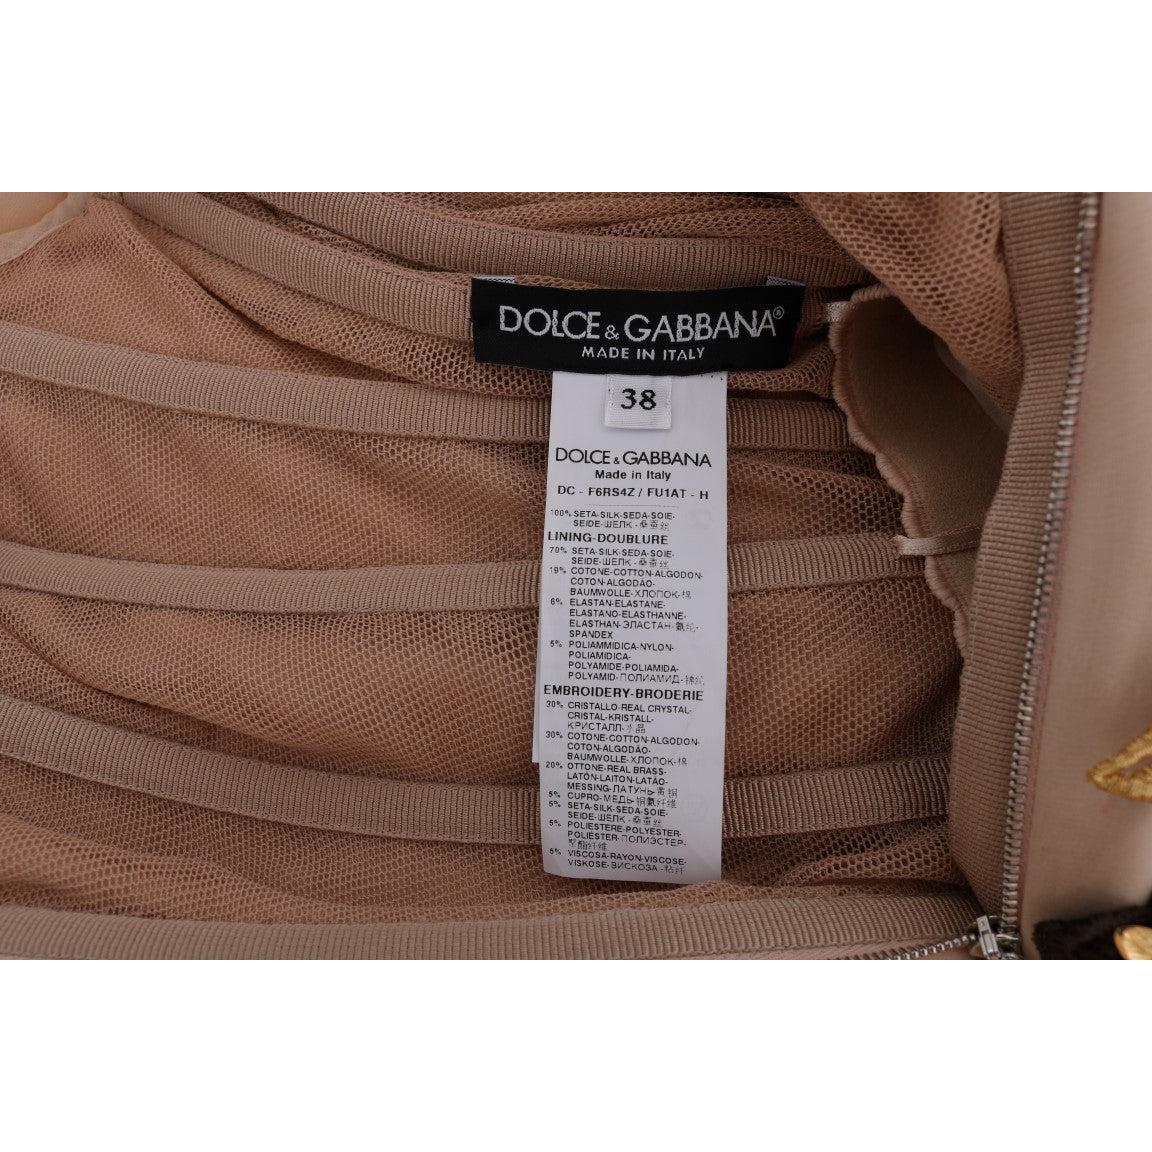 DOLCE & GABBANA®
MADE IN ITALY
38
DOLCE & GABBANA
Made in Italy
DC - F6RS4Z / FU1AT - H
100% SETA-SILK-SEDA-SOIE-
SEIDE-ШЕЛК-桑蚕丝
LINING-DOUBLURE
70% SETA-SILK-SEDA-SOIE-
SEIDE-ШЕЛК-桑蚕丝
19% COTONE-COTTON-ALGODON-
COTON-ALGODÃO-
BAUMWOLLE-ХЛОПОК-棉
6% ELASTAN-ELASTANE-
ELASTANO-ELASTHANNE-
ELASTHAN-ЭЛАСТАН-氨纶-
SPANDEX
5% POLIAMMIDICA-NYLON-
POLIAMIDICA-
POLYAMIDE-POLIAMIDA-
POLYAMID-ПОЛИАМИД-锦纶
EMBROIDERY-BRODERIE
30% CRISTALLO-REAL CRYSTAL-
CRISTAL-KRISTALL-
КРИСТАЛЛ-水晶
30% COTONE-COTTON-ALGODON-
COTON-ALGODÃO-
BAUMWOLLE-ХЛОПОК-棉
20% OTTONE-REAL BRASS-
LATÓN-LAITON-LATÃO-
MESSING-ЛАТУНЬ-黄铜
5% CUPRO-МЕДЬ-铜氨纤维
5% SETA-SILK-SEDA-SOIE-
SEIDE-ШЕЛК-桑蚕丝
5% POLIESTERE-POLYESTER-
POLIESTER-ПОЛИЭСТЕР-
聚酯纤维
5% VISCOSA-RAYON-VISCOSE-
VISKOSE-ВИСКОЗА-粘纤